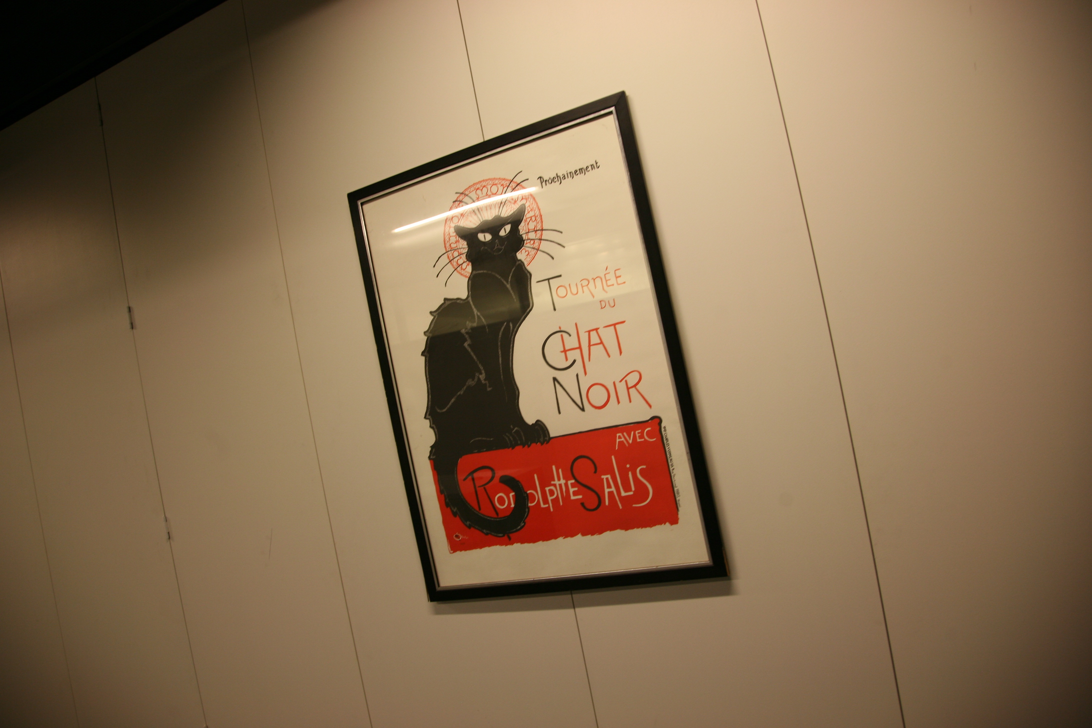 Prochainement
TOURNÉE
DU
CHAT
NOIR
AVEC
RODOLPHE SALIS